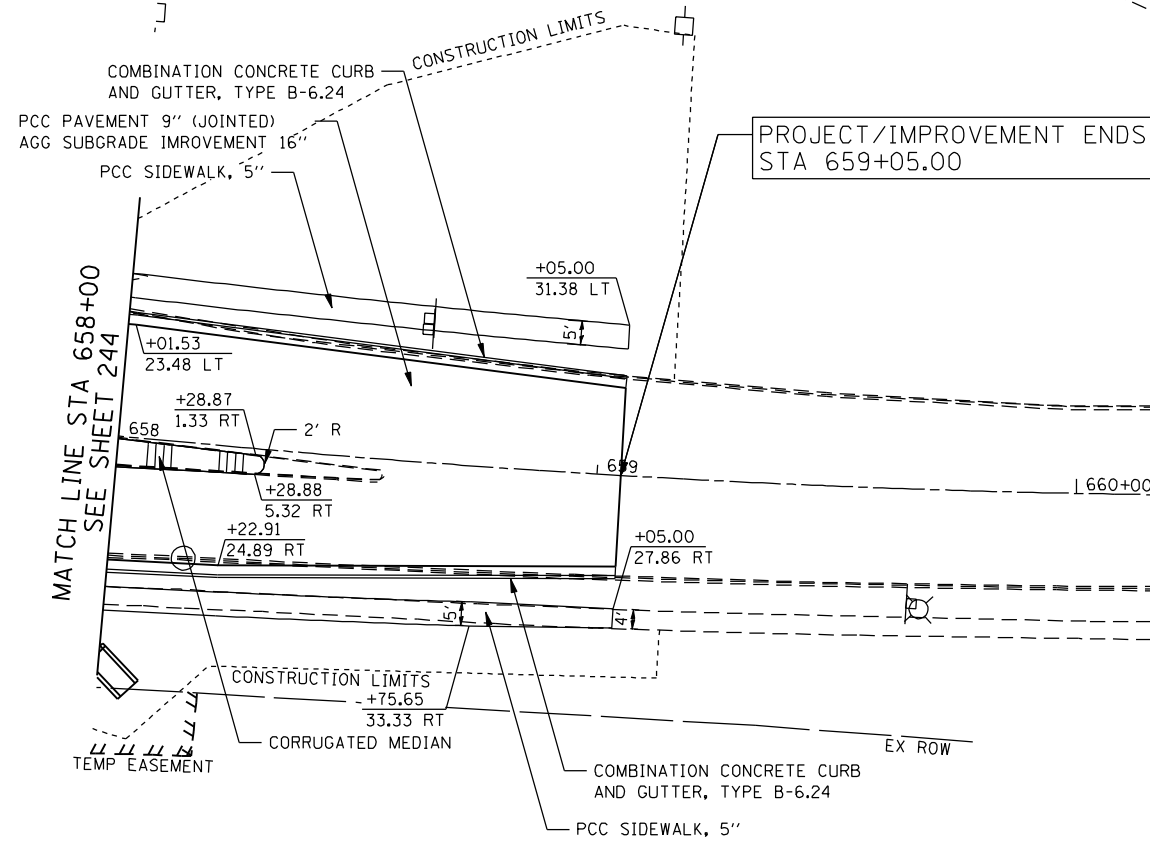 CONSTRUCTION LIMITS
COMBINATION CONCRETE CURB
AND GUTTER, TYPE B-6.24
PCC PAVEMENT 9" (JOINTED)
AGG SUBGRADE IMROVEMENT 16"
PCC SIDEWALK, 5"
PROJECT/IMPROVEMENT ENDS
STA 659+05.00
+05.00
31.38 LT
5'
MATCH LINE STA 658+00
SEE SHEET 244
+01.53
23.48 LT
+28.87
1.33 RT
658
2' R
659
660+00
+28.88
5.32 RT
+22.91
24.89 RT
+05.00
27.86 RT
5'
4'
CONSTRUCTION LIMITS
+75.65
33.33 RT
CORRUGATED MEDIAN
TEMP EASEMENT
EX ROW
COMBINATION CONCRETE CURB
AND GUTTER, TYPE B-6.24
PCC SIDEWALK, 5"